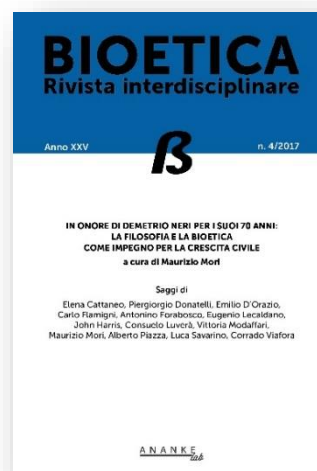 BIOETICA
Rivista interdisciplinare
Anno XXV n. 4/2017
ß
IN ONORE DI DEMETRIO NERI PER I SUOI 70 ANNI:
LA FILOSOFIA E LA BIOETICA
COME IMPEGNO PER LA CRESCITA CIVILE
a cura di Maurizio Mori
Saggi di
Elena Cattaneo, Piergiorgio Donatelli, Emilio D'Orazio,
Carlo Flamigni, Antonino Forabosco, Eugenio Lecaldano,
John Harris, Consuelo Luverà, Vittoria Modaffari,
Maurizio Mori, Alberto Piazza, Luca Savarino, Corrado Viafora
ANANKE lab